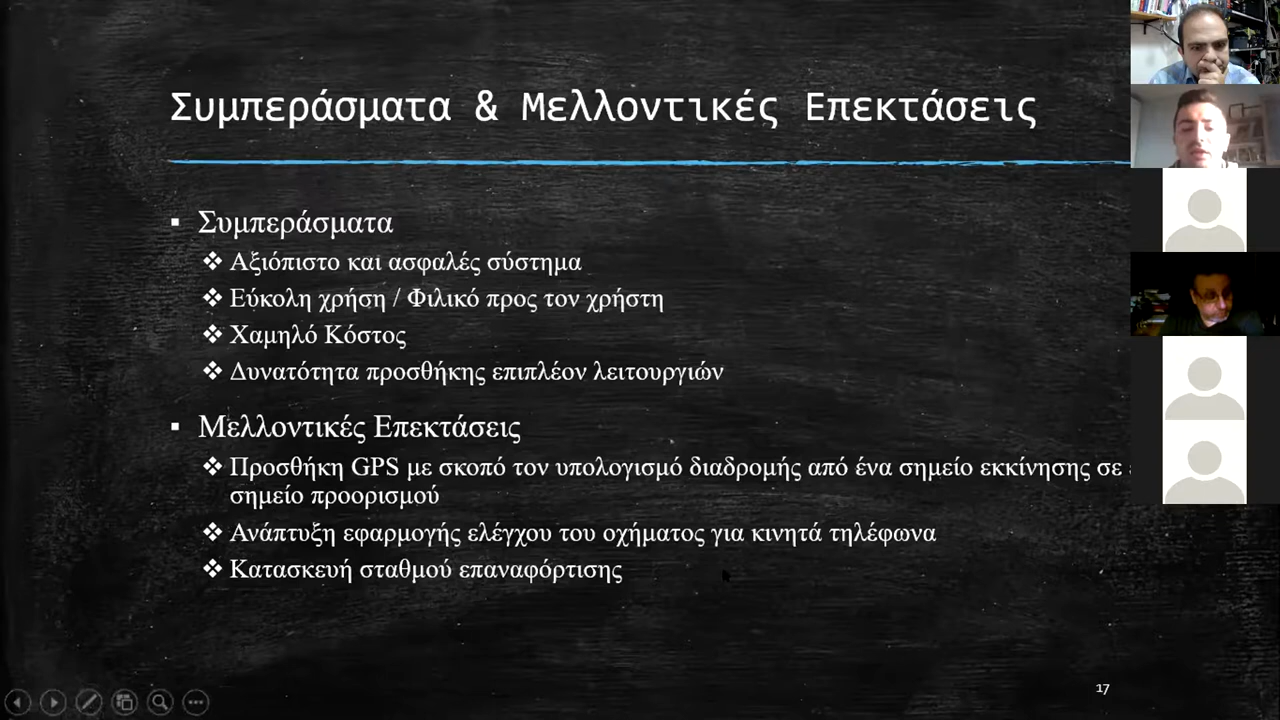 Συμπεράσματα & Μελλοντικές Επεκτάσεις
▪ Συμπεράσματα
❖ Αξιόπιστο και ασφαλές σύστημα
❖ Εύκολη χρήση / Φιλικό προς τον χρήστη
❖ Χαμηλό Κόστος
❖ Δυνατότητα προσθήκης επιπλέον λειτουργιών
▪ Μελλοντικές Επεκτάσεις
❖ Προσθήκη GPS με σκοπό τον υπολογισμό διαδρομής από ένα σημείο εκκίνησης σε
σημείο προορισμού
❖ Ανάπτυξη εφαρμογής ελέγχου του οχήματος για κινητά τηλέφωνα
❖ Κατασκευή σταθμού επαναφόρτισης
17